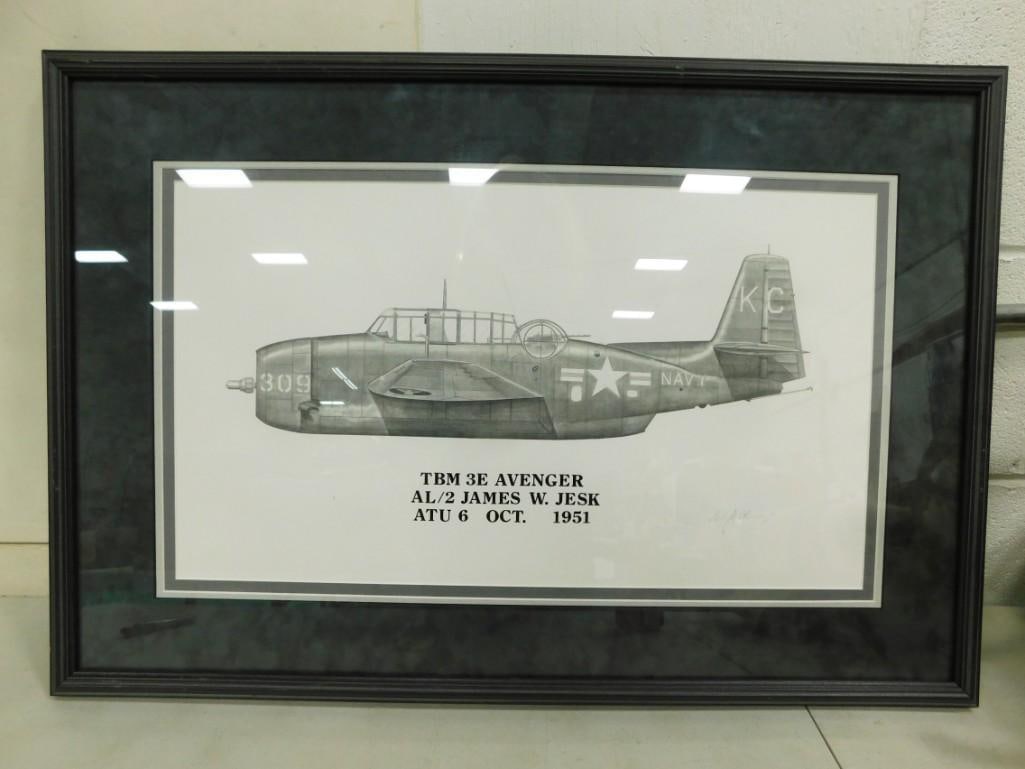 KC
309
NAVY
TBM 3E AVENGER
AL/2 JAMES W. JESK
ATU 6 OCT. 1951